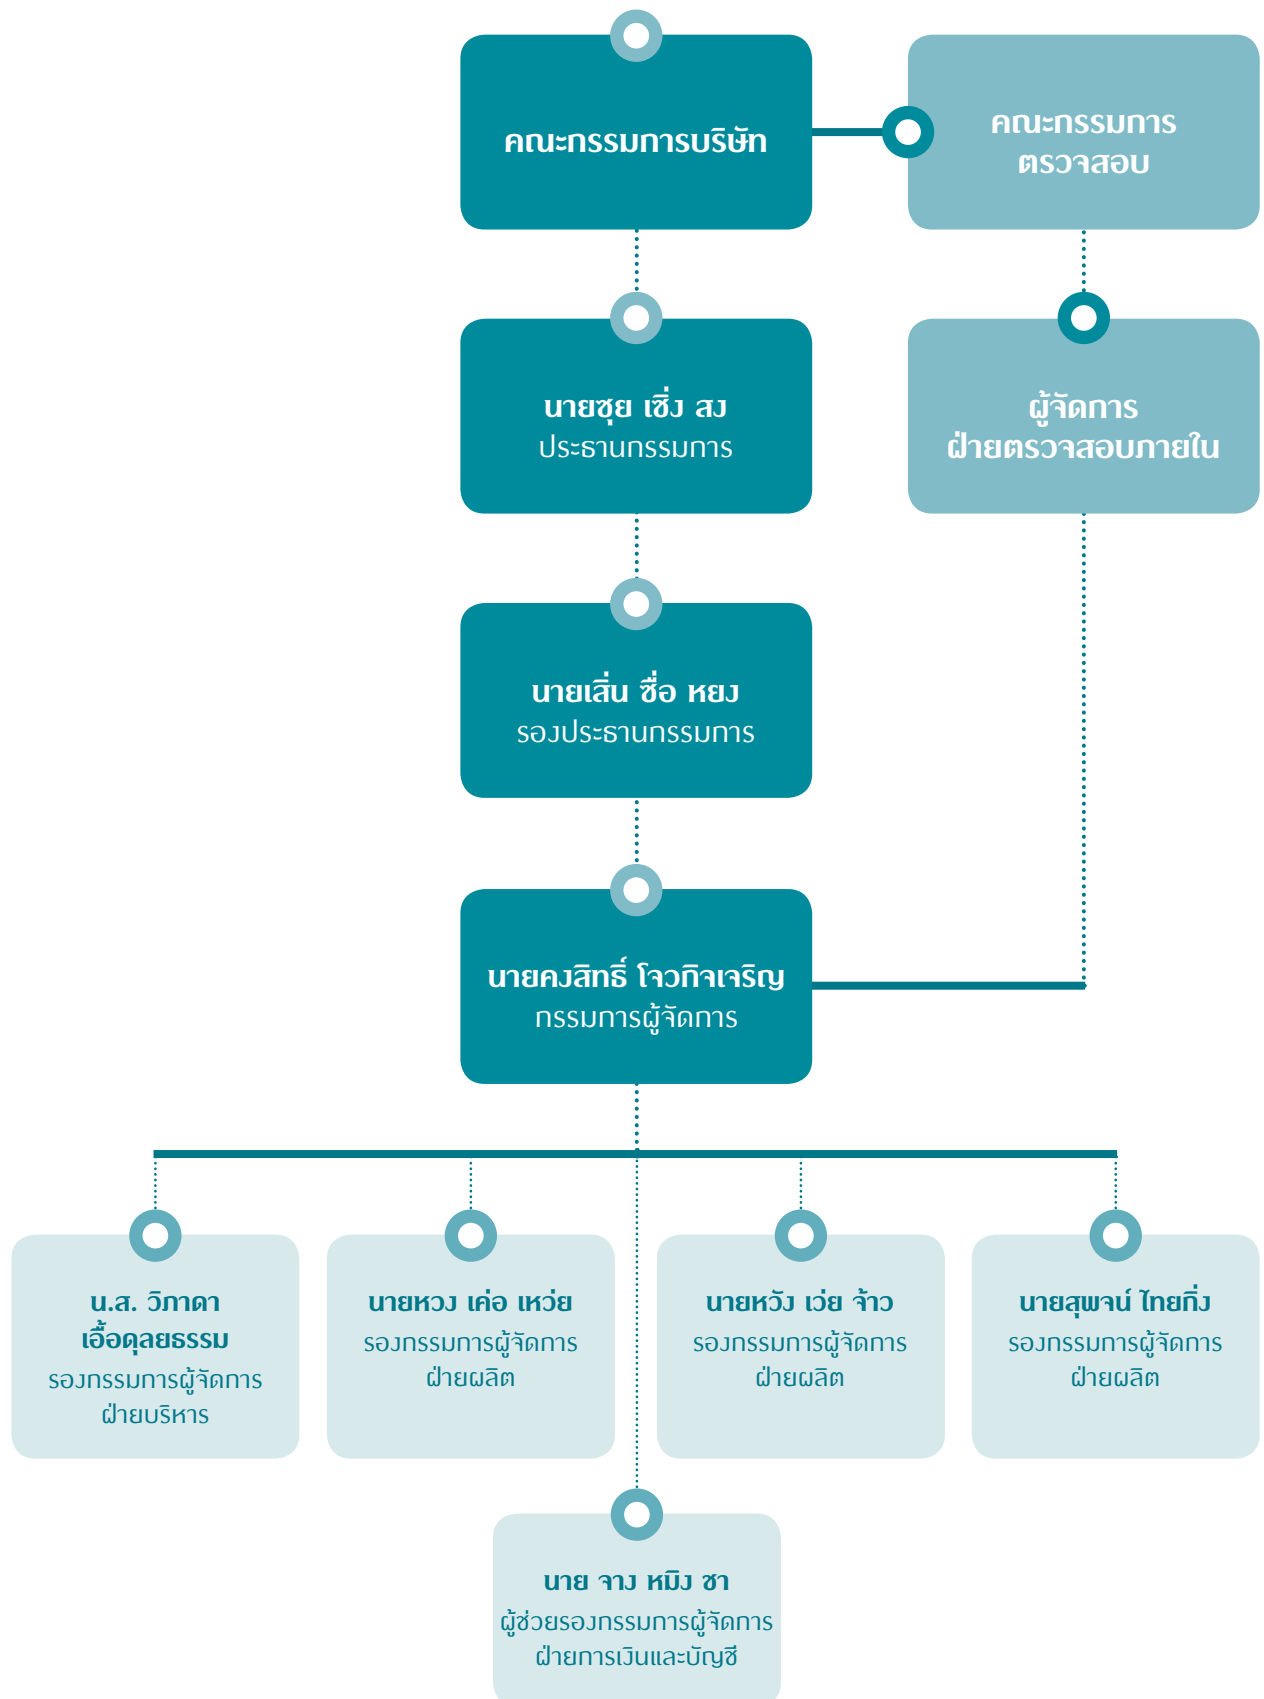 คณะกรรมการบริษัท
คณะกรรมการ
ตรวจสอบ
นายซุย เซิ่ง สง
ประธานกรรมการ
ผู้จัดการ
ฝ่ายตรวจสอบภายใน
นายเสิ่น ซื่อ หยง
รองประธานกรรมการ
นายคงสิทธิ์ โจวกิจเจริญ
กรรมการผู้จัดการ
น.ส. วิภาดา
เอื้อดุลยธรรม
รองกรรมการผู้จัดการ
ฝ่ายบริหาร
นายหวง เค่อ เหว่ย
รองกรรมการผู้จัดการ
ฝ่ายผลิต
นายหวัง เว่ย จ้าว
รองกรรมการผู้จัดการ
ฝ่ายผลิต
นายสุพจน์ ไทยกิ่ง
รองกรรมการผู้จัดการ
ฝ่ายผลิต
นาย จาง หมิง ชา
ผู้ช่วยรองกรรมการผู้จัดการ
ฝ่ายการเงินและบัญชี